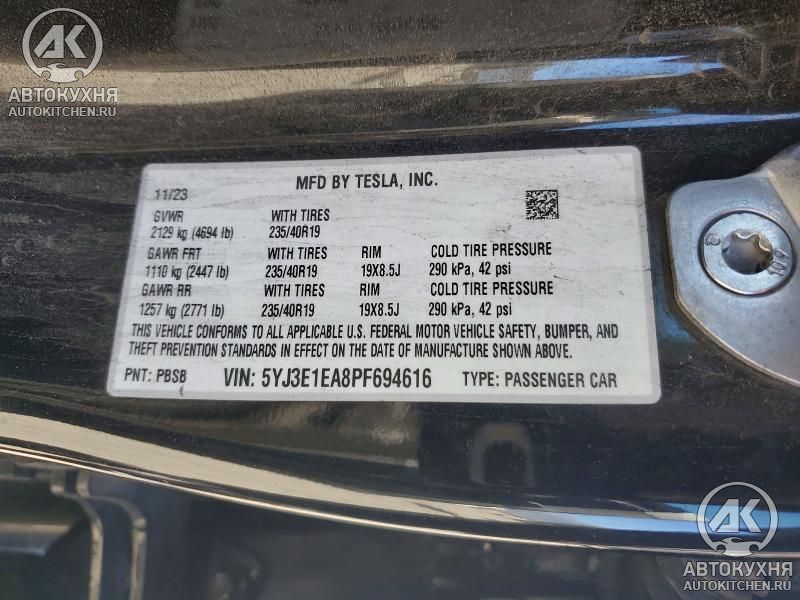 AK
АВТОКУХНЯ
AUTOKITCHEN.RU
MFD BY TESLA, INC.
11/23
GVWR WITH TIRES
2129 kg (4694 lb) 235/40R19
GAWR FRT WITH TIRES RIM COLD TIRE PRESSURE
1110 kg (2447 lb) 235/40R19 19X8.5J 290 kPa, 42 psi
GAWR RR WITH TIRES RIM COLD TIRE PRESSURE
1257 kg (2771 lb) 235/40R19 19X8.5J 290 kPa, 42 psi
THIS VEHICLE CONFORMS TO ALL APPLICABLE U.S. FEDERAL MOTOR VEHICLE SAFETY, BUMPER, AND
THEFT PREVENTION STANDARDS IN EFFECT ON THE DATE OF MANUFACTURE SHOWN ABOVE.
PNT: PBSB VIN: 5YJ3E1EA8PF694616 TYPE: PASSENGER CAR
AK
АВТОКУХНЯ
AUTOKITCHEN.RU